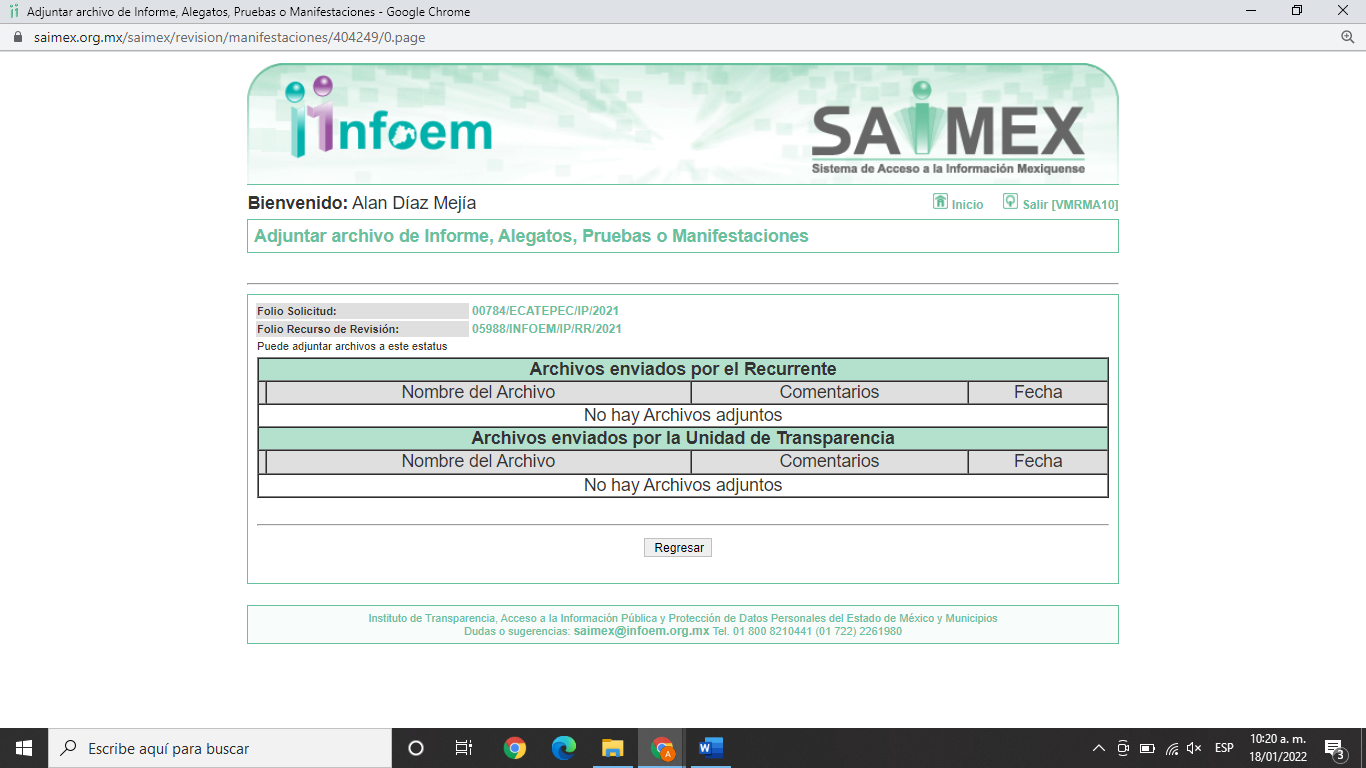 Adjuntar archivo de Informe, Alegatos, Pruebas o Manifestaciones - Google Chrome
saimex.org.mx/saimex/revision/manifestaciones/404249/0.page
infoem
SAIMEX
Sistema de Acceso a la Información Mexiquense
Bienvenido: Alan Díaz Mejía
Inicio Salir [VMRMA10]
Adjuntar archivo de Informe, Alegatos, Pruebas o Manifestaciones
Folio Solicitud: 00784/ECATEPEC/IP/2021
Folio Recurso de Revisión: 05988/INFOEM/IP/RR/2021
Puede adjuntar archivos a este estatus
Archivos enviados por el Recurrente
Nombre del Archivo Comentarios Fecha
No hay Archivos adjuntos
Archivos enviados por la Unidad de Transparencia
Nombre del Archivo Comentarios Fecha
No hay Archivos adjuntos
Regresar
Instituto de Transparencia, Acceso a la Información Pública y Protección de Datos Personales del Estado de México y Municipios
Dudas o sugerencias: saimex@infoem.org.mx Tel. 01 800 8210441 (01 722) 2261980
Escribe aquí para buscar
ESP
10:20 a. m.
18/01/2022
3